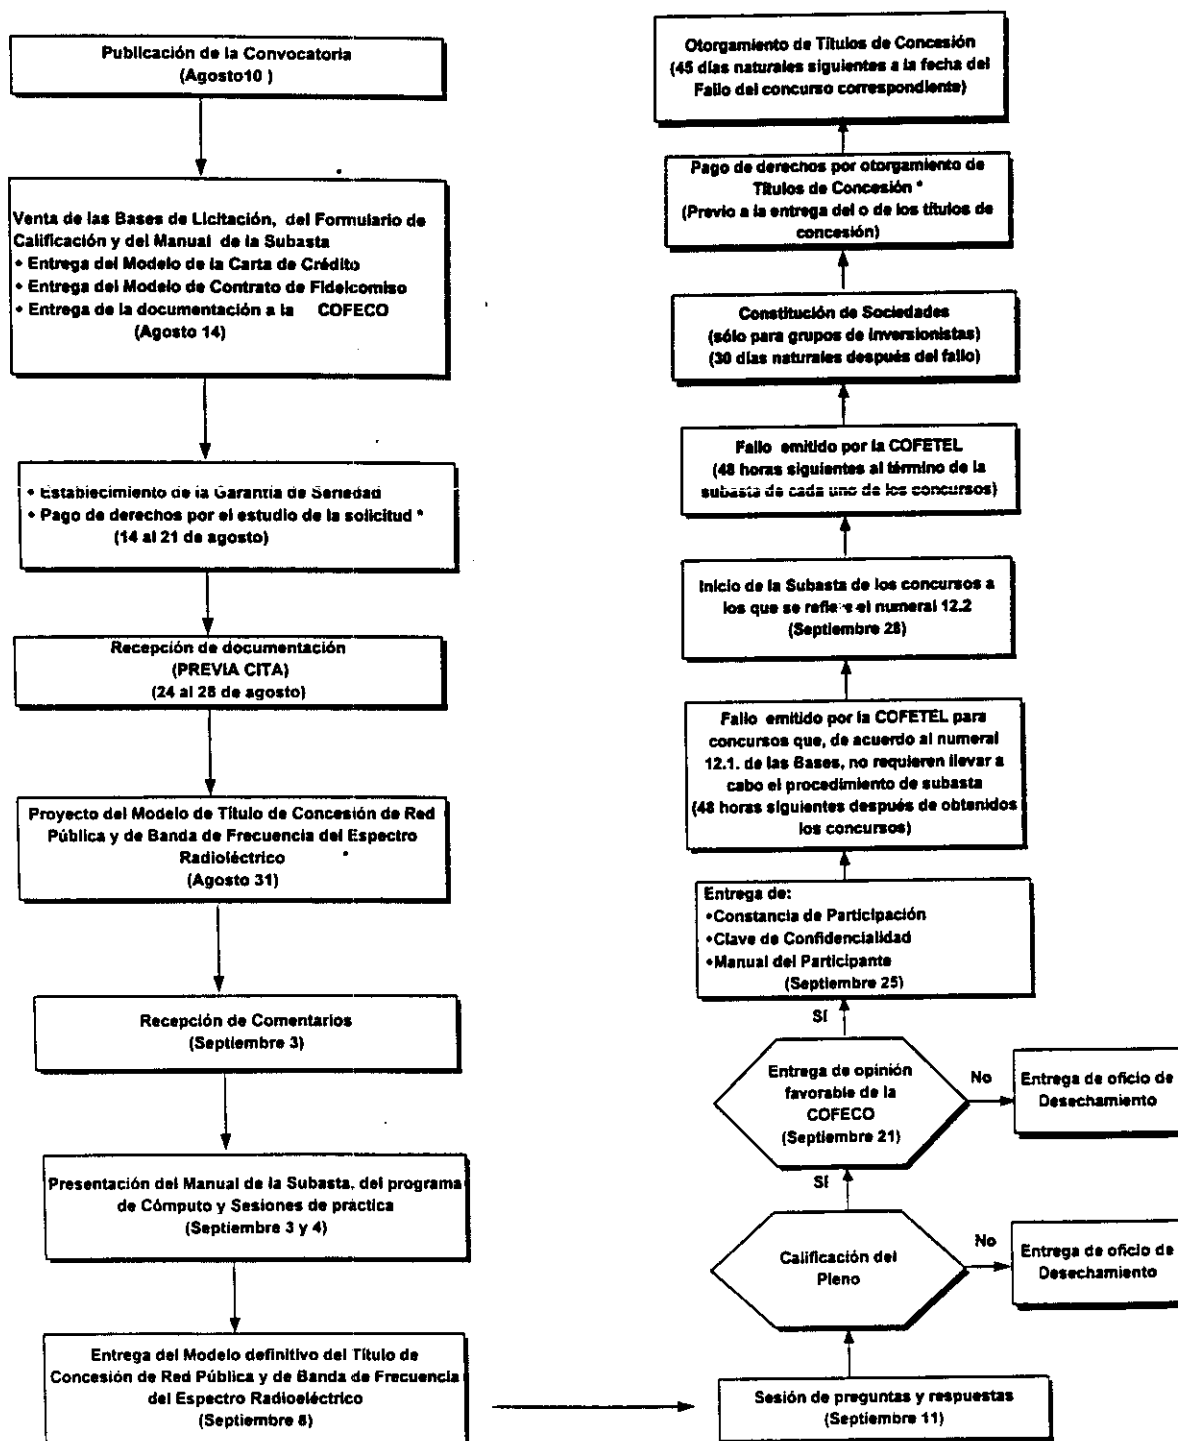 Publicación de la Convocatoria
(Agosto10 )
Venta de las Bases de Licitación, del Formulario de
Calificación y del Manual de la Subasta
• Entrega del Modelo de la Carta de Crédito
• Entrega del Modelo de Contrato de Fideicomiso
• Entrega de la documentación a la COFECO
(Agosto 14)
• Establecimiento de la Garantía de Seriedad
• Pago de derechos por el estudio de la solicitud *
(14 al 21 de agosto)
Recepción de documentación
(PREVIA CITA)
(24 al 28 de agosto)
Proyecto del Modelo de Título de Concesión de Red
Pública y de Banda de Frecuencia del Espectro
Radioléctrico
(Agosto 31)
Recepción de Comentarios
(Septiembre 3)
Presentación del Manual de la Subasta, del programa
de Cómputo y Sesiones de práctica
(Septiembre 3 y 4)
Entrega del Modelo definitivo del Título de
Concesión de Red Pública y de Banda de Frecuencia
del Espectro Radioeléctrico
(Septiembre 8)
Sesión de preguntas y respuestas
(Septiembre 11)
Calificación del
Pleno
No
Entrega de oficio de
Desechamiento
SÍ
Entrega de opinión
favorable de la
COFECO
(Septiembre 21)
No
Entrega de oficio de
Desechamiento
SÍ
Entrega de:
•Constancia de Participación
•Clave de Confidencialidad
•Manual del Participante
(Septiembre 25)
Fallo emitido por la COFETEL para
concursos que, de acuerdo al numeral
12.1. de las Bases, no requieren llevar a
cabo el procedimiento de subasta
(48 horas siguientes después de obtenidos
los concursos)
Inicio de la Subasta de los concursos a
los que se refiere el numeral 12.2
(Septiembre 28)
Fallo emitido por la COFETEL
(48 horas siguientes al término de la
subasta de cada uno de los concursos)
Constitución de Sociedades
(sólo para grupos de inversionistas)
(30 días naturales después del fallo)
Pago de derechos por otorgamiento de
Títulos de Concesión *
(Previo a la entrega del o de los títulos de
concesión)
Otorgamiento de Títulos de Concesión
(45 días naturales siguientes a la fecha del
Fallo del concurso correspondiente)